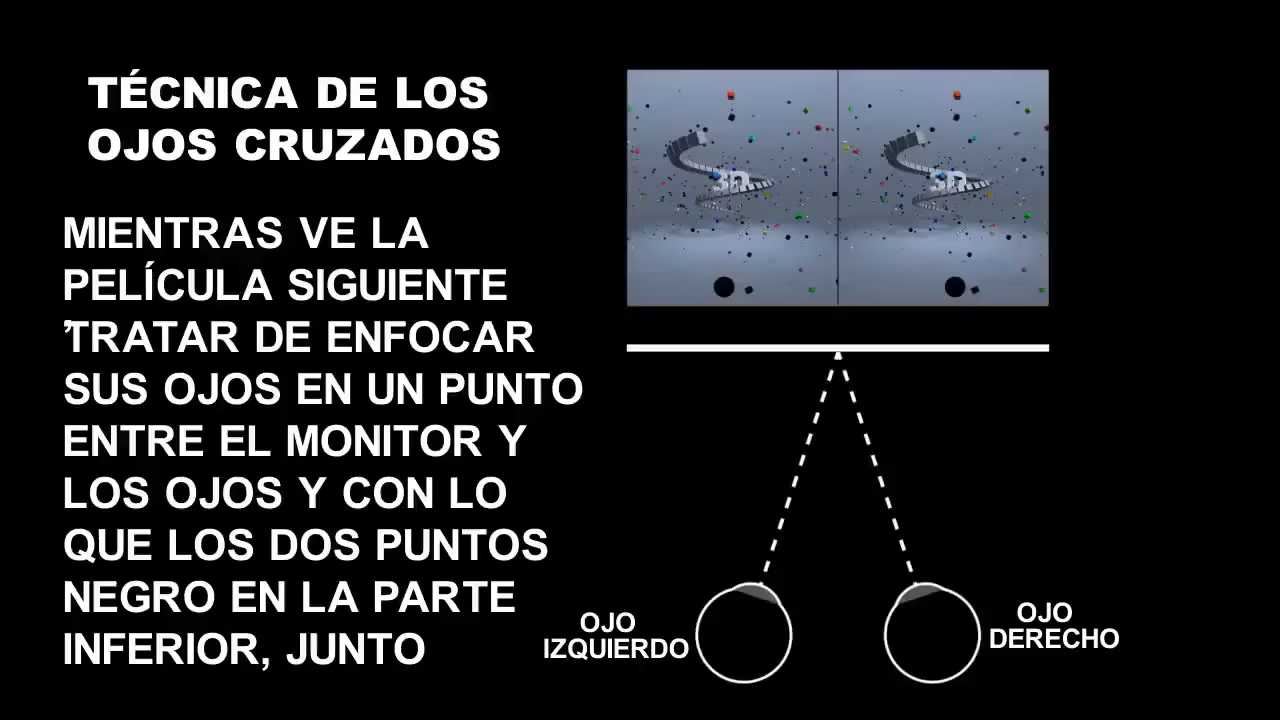 TÉCNICA DE LOS
OJOS CRUZADOS
MIENTRAS VE LA
PELÍCULA SIGUIENTE
,TRATAR DE ENFOCAR
SUS OJOS EN UN PUNTO
ENTRE EL MONITOR Y
LOS OJOS Y CON LO
QUE LOS DOS PUNTOS
NEGRO EN LA PARTE
INFERIOR, JUNTO
3D
3D
OJO
IZQUIERDO
OJO
DERECHO